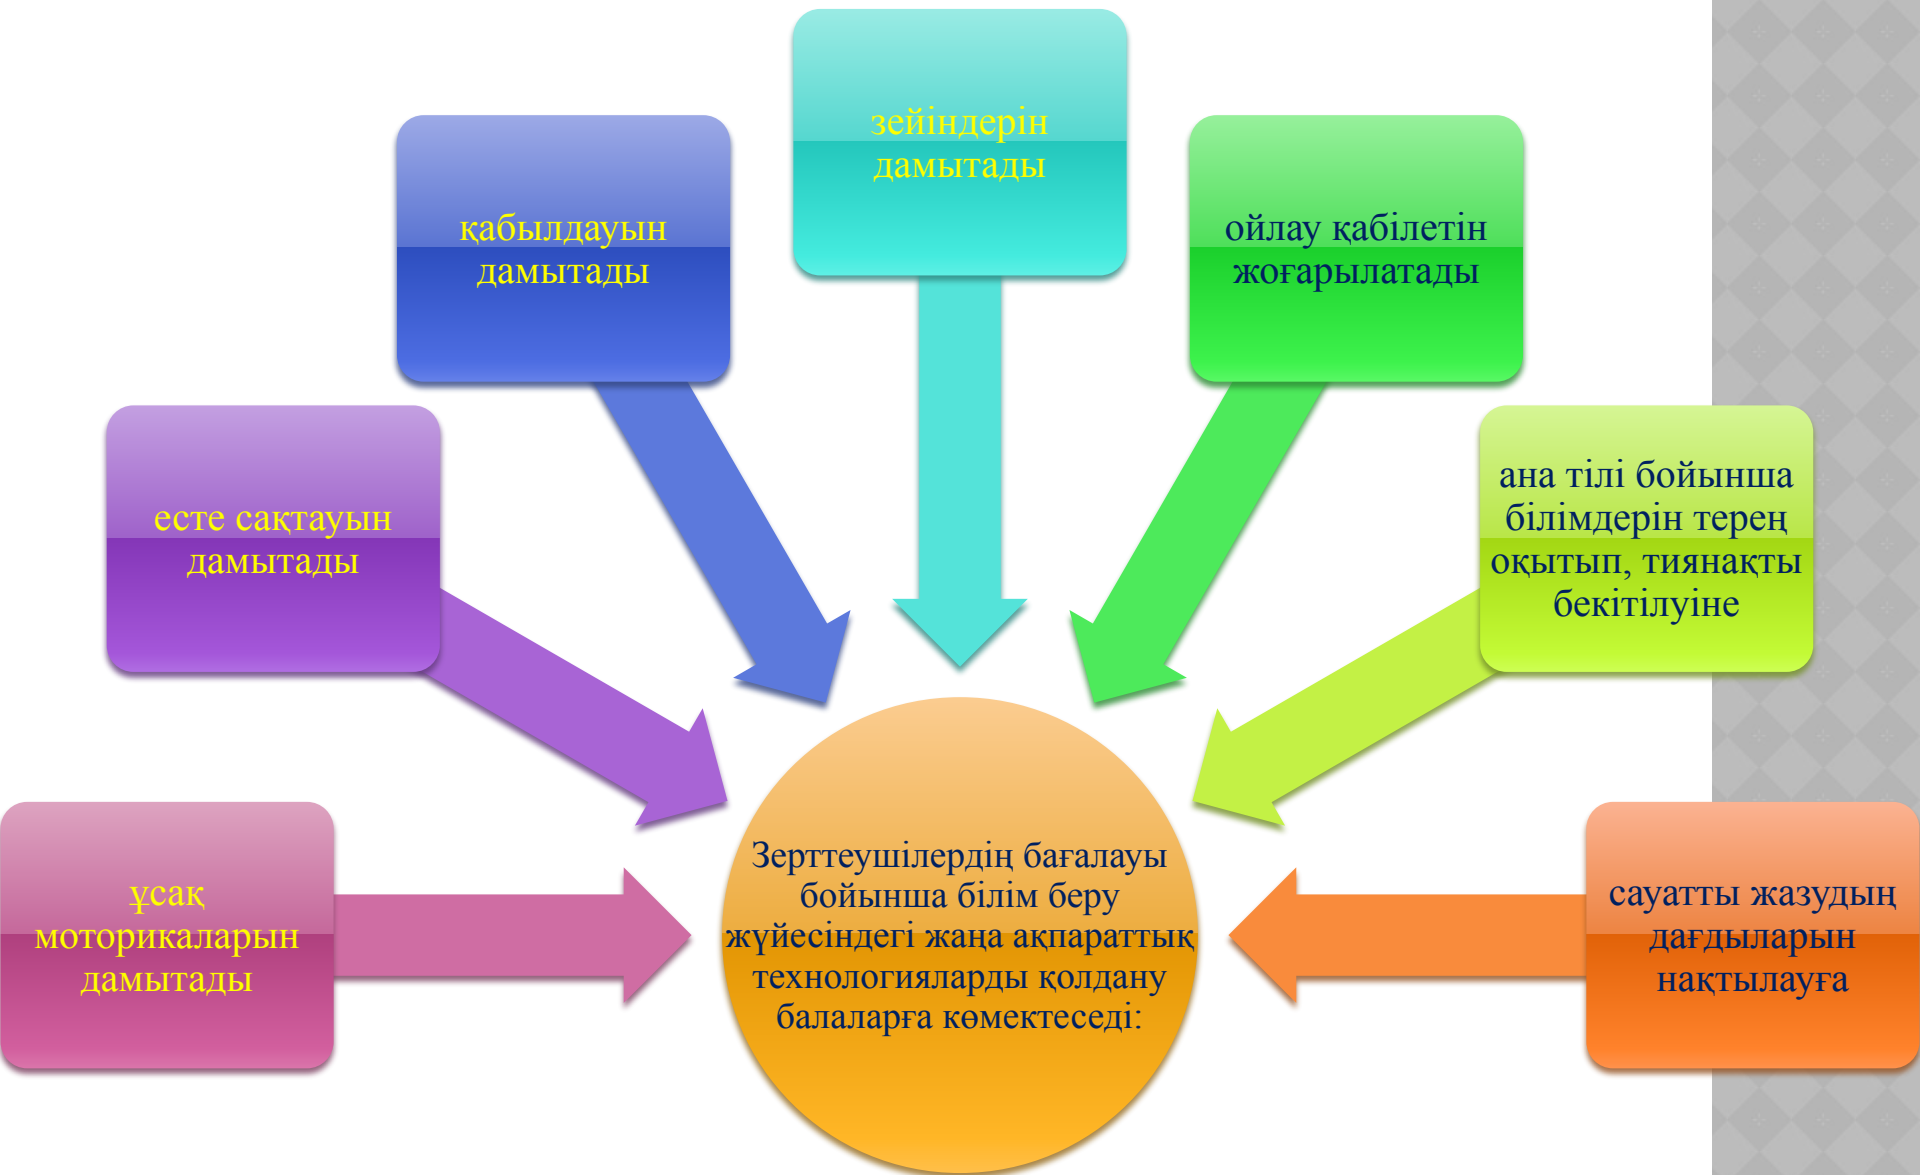 зейіндерін
дамытады
қабылдауын
дамытады
ойлау қабілетін
жоғарылатады
есте сақтауын
дамытады
ана тілі бойынша
білімдерін терең
оқытып, тиянақты
бекітілуіне
ұсақ
моторикаларын
дамытады
Зерттеушілердің бағалауы
бойынша білім беру
жүйесіндегі жаңа ақпараттық
технологияларды қолдану
балаларға көмектеседі:
сауатты жазудың
дағдыларын
нақтылауға